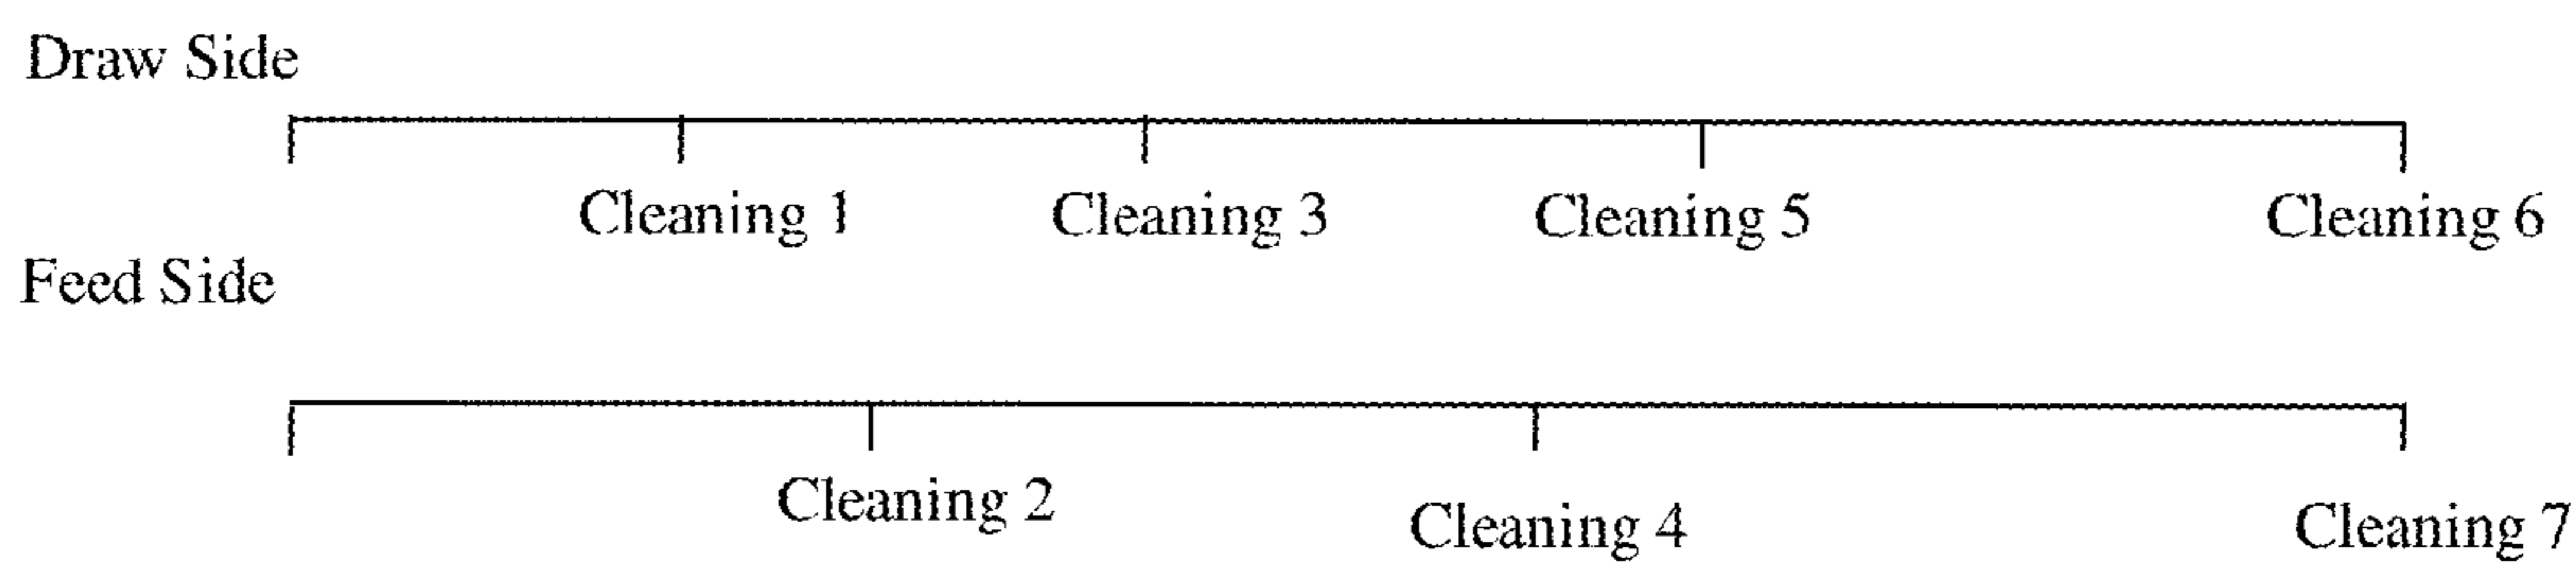 Draw Side
Cleaning 1
Cleaning 3
Cleaning 5
Cleaning 6
Feed Side
Cleaning 2
Cleaning 4
Cleaning 7